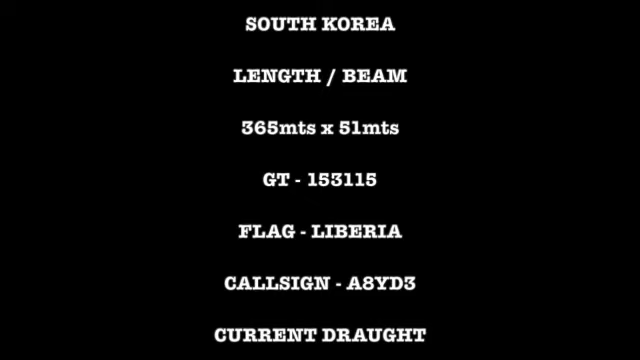 SOUTH KOREA
LENGTH / BEAM
365mts x 51mts
GT - 153115
FLAG - LIBERIA
CALLSIGN - A8YD3
CURRENT DRAUGHT